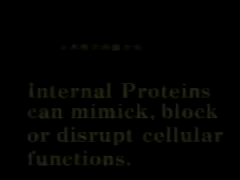 Internal Proteins
can mimick, block
or disrupt cellular
functions.